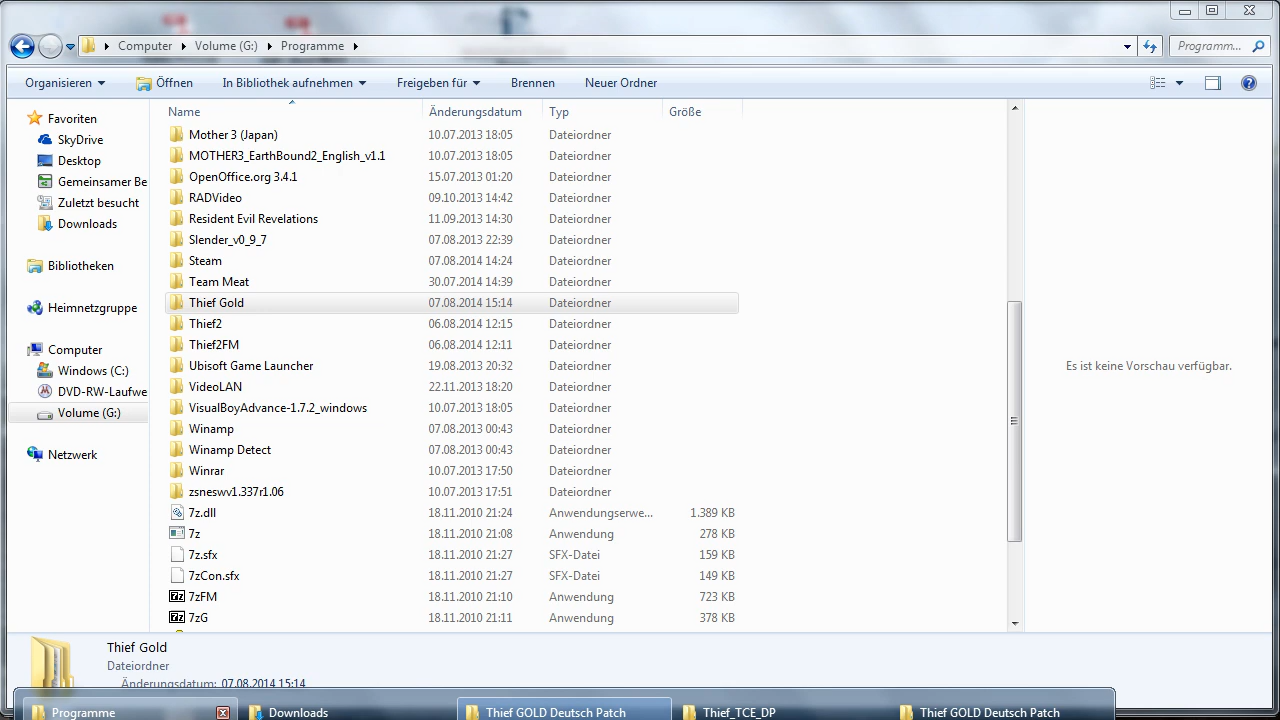 Computer Volume (G:) Programme Programm...
Organisieren Öffnen In Bibliothek aufnehmen Freigeben für Brennen Neuer Ordner
Name Änderungsdatum Typ Größe
Favoriten
SkyDrive
Desktop
Gemeinsamer Be
Zuletzt besucht
Downloads
Bibliotheken
Heimnetzgruppe
Computer
Windows (C:)
DVD-RW-Laufwe
Volume (G:)
Netzwerk
Mother 3 (Japan) 10.07.2013 18:05 Dateiordner
MOTHER3_EarthBound2_English_v1.1 10.07.2013 18:05 Dateiordner
OpenOffice.org 3.4.1 15.07.2013 01:20 Dateiordner
RADVideo 09.10.2013 14:42 Dateiordner
Resident Evil Revelations 11.09.2013 14:30 Dateiordner
Slender_v0_9_7 07.08.2013 22:39 Dateiordner
Steam 07.08.2014 14:24 Dateiordner
Team Meat 30.07.2014 14:39 Dateiordner
Thief Gold 07.08.2014 15:14 Dateiordner
Thief2 06.08.2014 12:15 Dateiordner
Thief2FM 06.08.2014 12:11 Dateiordner
Ubisoft Game Launcher 19.08.2013 20:32 Dateiordner
VideoLAN 22.11.2013 18:20 Dateiordner
VisualBoyAdvance-1.7.2_windows 10.07.2013 18:05 Dateiordner
Winamp 07.08.2013 00:43 Dateiordner
Winamp Detect 07.08.2013 00:43 Dateiordner
Winrar 10.07.2013 17:50 Dateiordner
zsneswv1.337r1.06 10.07.2013 17:51 Dateiordner
7z.dll 18.11.2010 21:24 Anwendungserwe... 1.389 KB
7z 18.11.2010 21:08 Anwendung 278 KB
7z.sfx 18.11.2010 21:27 SFX-Datei 159 KB
7zCon.sfx 18.11.2010 21:27 SFX-Datei 149 KB
7zFM 18.11.2010 21:10 Anwendung 723 KB
7zG 18.11.2010 21:11 Anwendung 378 KB
Es ist keine Vorschau verfügbar.
Thief Gold
Dateiordner
Änderungsdatum: 07.08.2014 15:14
Programme Downloads Thief GOLD Deutsch Patch Thief_TCE_DP Thief GOLD Deutsch Patch